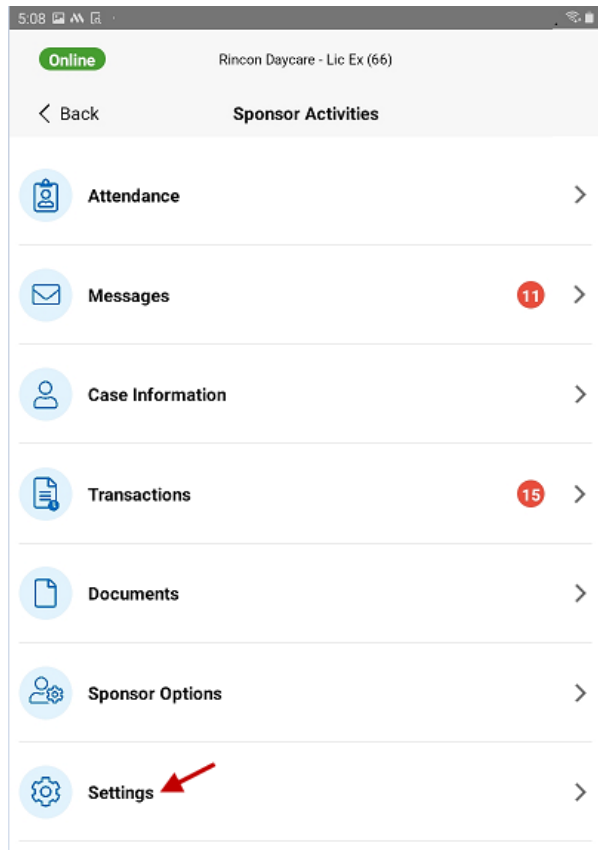 5:08
Online
Rincon Daycare - Lic Ex (66)
Back
Sponsor Activities
Attendance
Messages
11
Case Information
Transactions
15
Documents
Sponsor Options
Settings